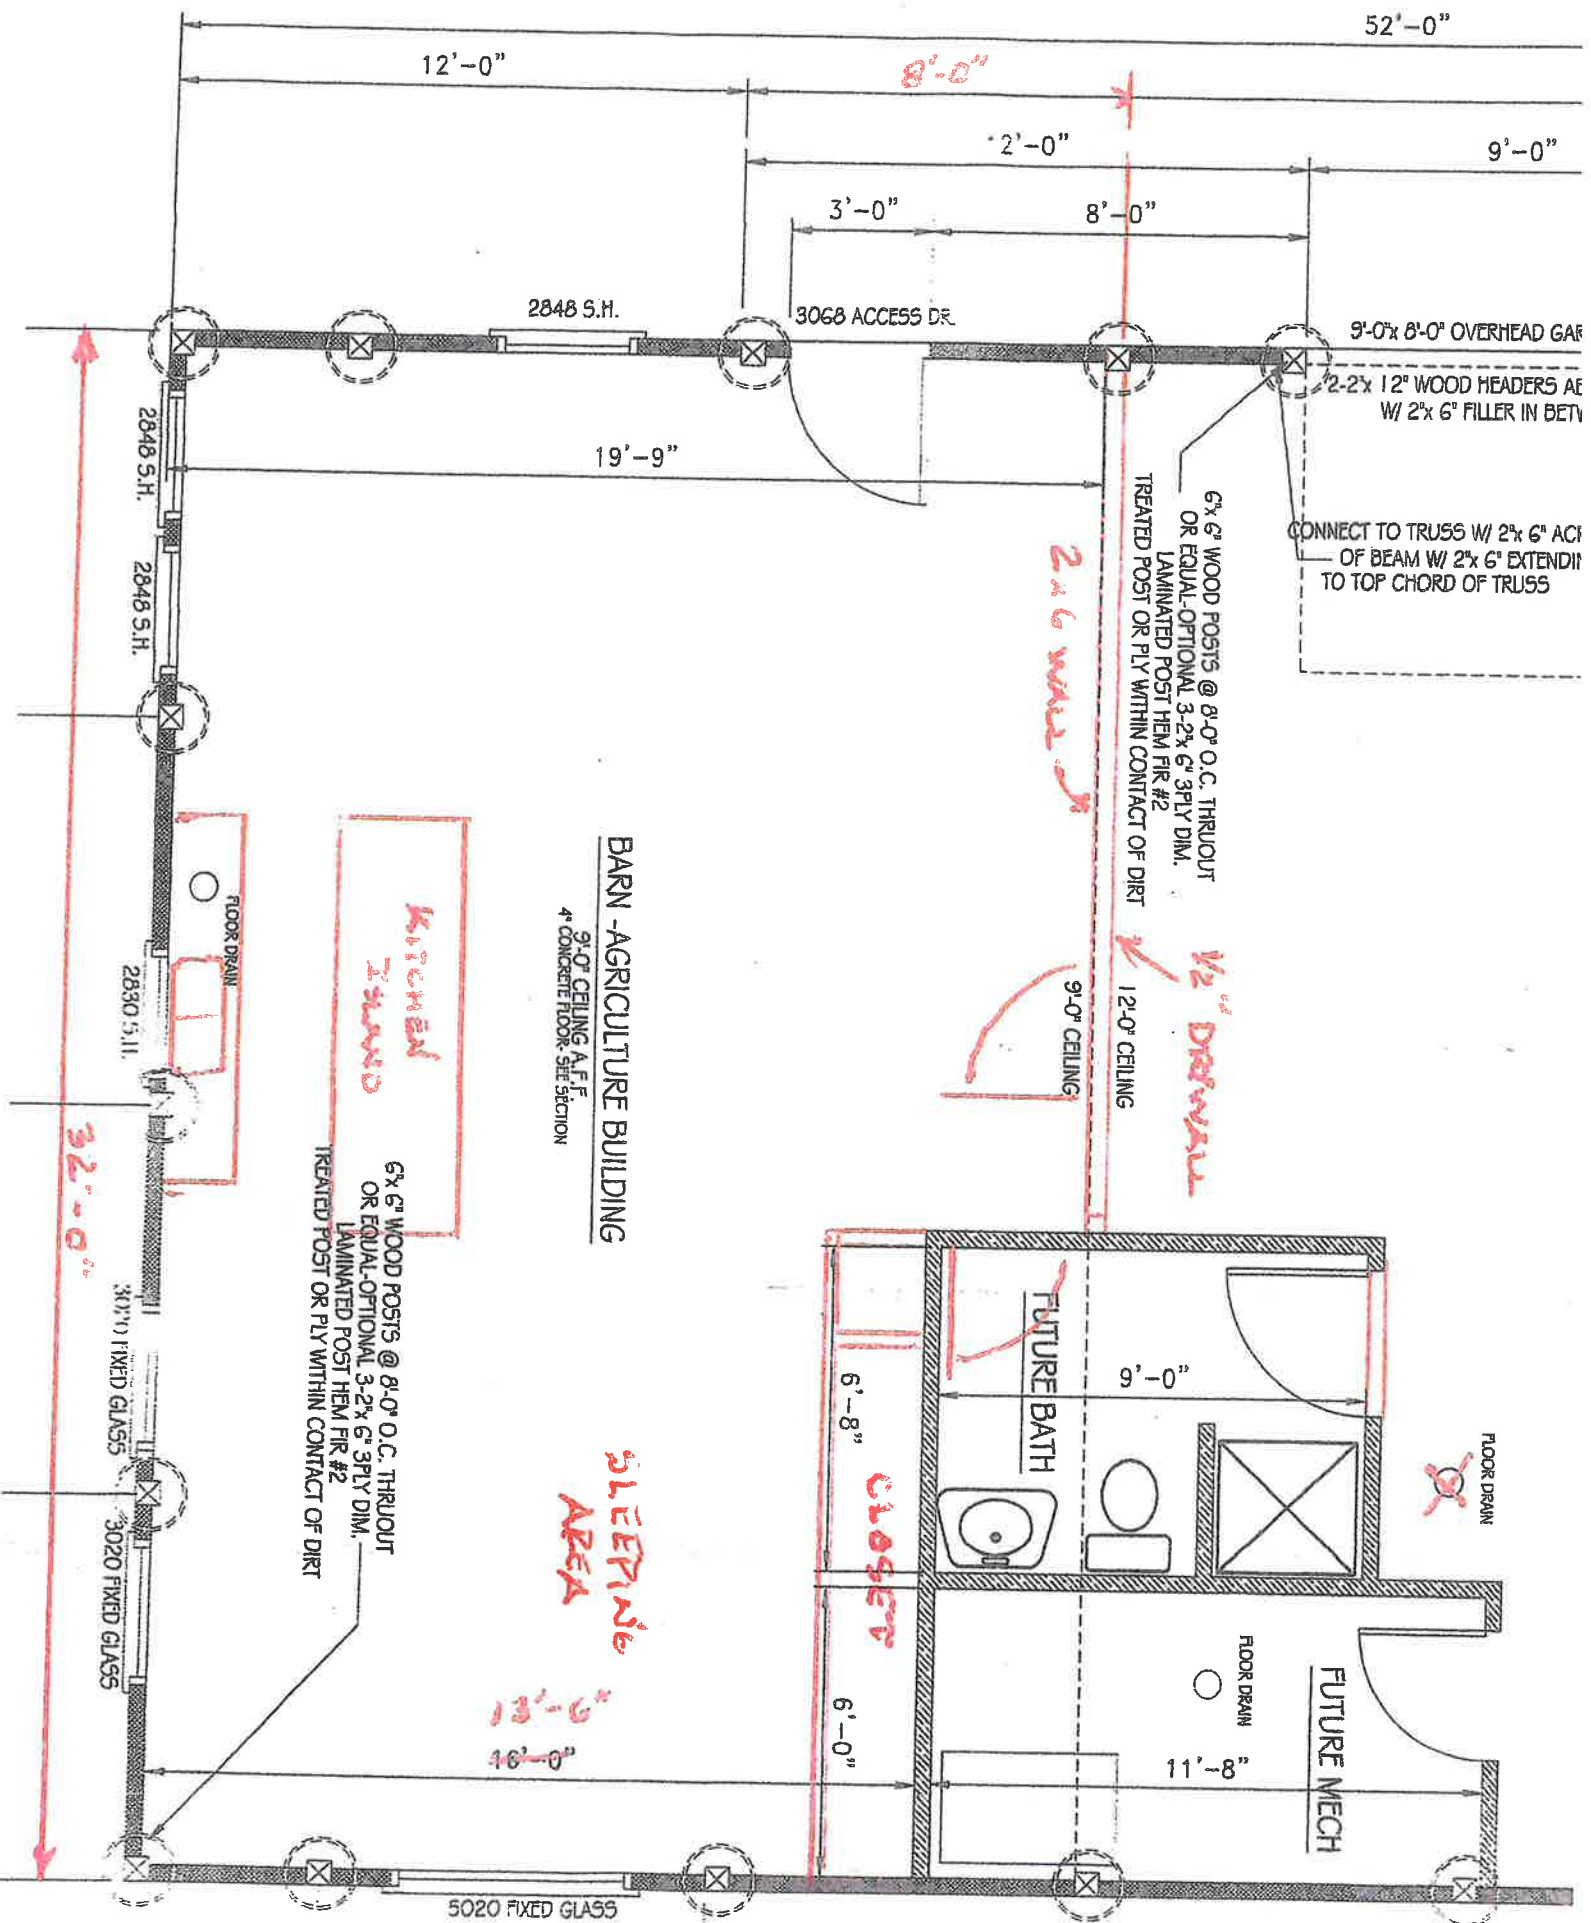 52'-0"
12'-0"
8'-0"
2'-0"
9'-0"
3'-0"
8'-0"
2848 S.H.
3068 ACCESS DR.
9'-0"x 8'-0" OVERHEAD GAR
2-2"x 12" WOOD HEADERS AB
W/ 2"x 6" FILLER IN BETW
19'-9"
2848 S.H.
2848 S.H.
6"x 6" WOOD POSTS @ 8'-0" O.C. THRUOUT
OR EQUAL-OPTIONAL 3-2"x 6" 3PLY DIM.
LAMINATED POST HEM FIR #2
TREATED POST OR PLY WITHIN CONTACT OF DIRT
CONNECT TO TRUSS W/ 2"x 6" ACR
OF BEAM W/ 2"x 6" EXTENDIN
TO TOP CHORD OF TRUSS
2x6 WALL
1/2" DRYWALL
12'-0" CEILING
9'-0" CEILING
BARN -AGRICULTURE BUILDING
9'-0" CEILING A.F.F.
4" CONCRETE FLOOR- SEE SECTION
FLOOR DRAIN
KITCHEN
ISLAND
2830 S.H.
32'-0"
6"x 6" WOOD POSTS @ 8'-0" O.C. THRUOUT
OR EQUAL-OPTIONAL 3-2"x 6" 3PLY DIM.
LAMINATED POST HEM FIR #2
TREATED POST OR PLY WITHIN CONTACT OF DIRT
FUTURE BATH
9'-0"
6'-8"
CLOSET
FLOOR DRAIN
FIXED GLASS
3020 FIXED GLASS
SLEEPING
AREA
13'-6"
16'-0"
6'-0"
FLOOR DRAIN
FUTURE MECH
11'-8"
5020 FIXED GLASS